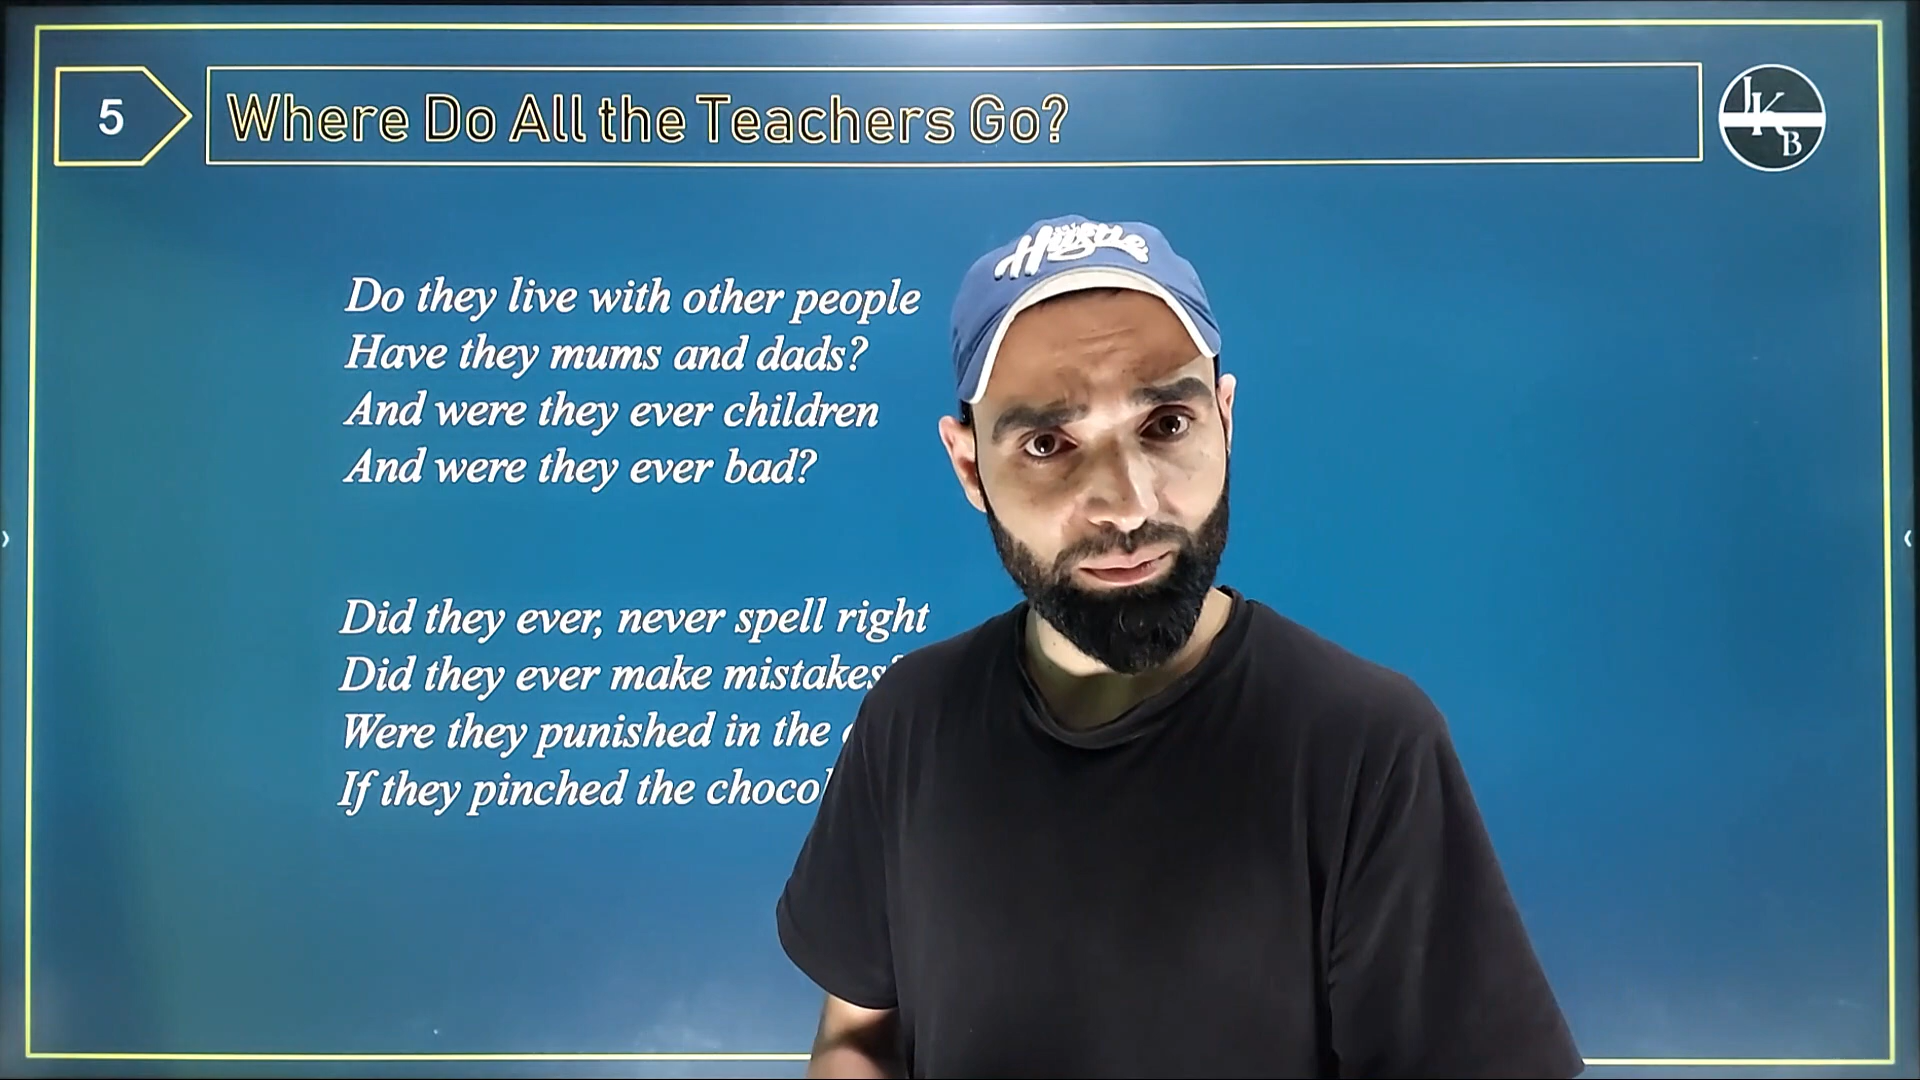 5
Where Do All the Teachers Go?
JK
B
Hugue
Do they live with other people
Have they mums and dads?
And were they ever children
And were they ever bad?
Did they ever, never spell right
Did they ever make mistakes?
Were they punished in the
If they pinched the